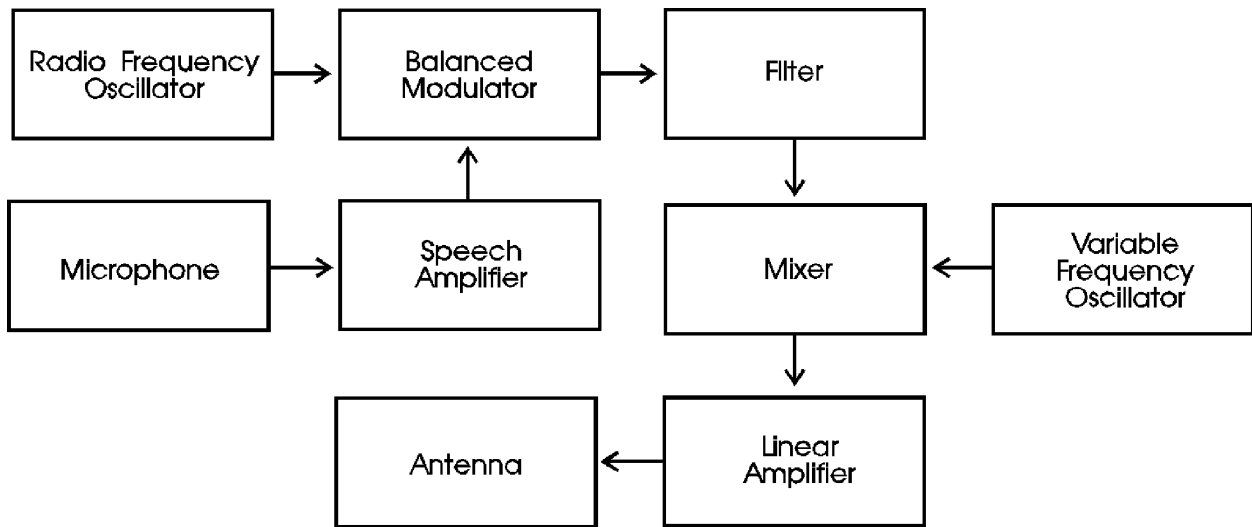 Radio Frequency
Oscillator
Balanced
Modulator
Filter
Microphone
Speech
Amplifier
Mixer
Variable
Frequency
Oscillator
Antenna
Linear
Amplifier